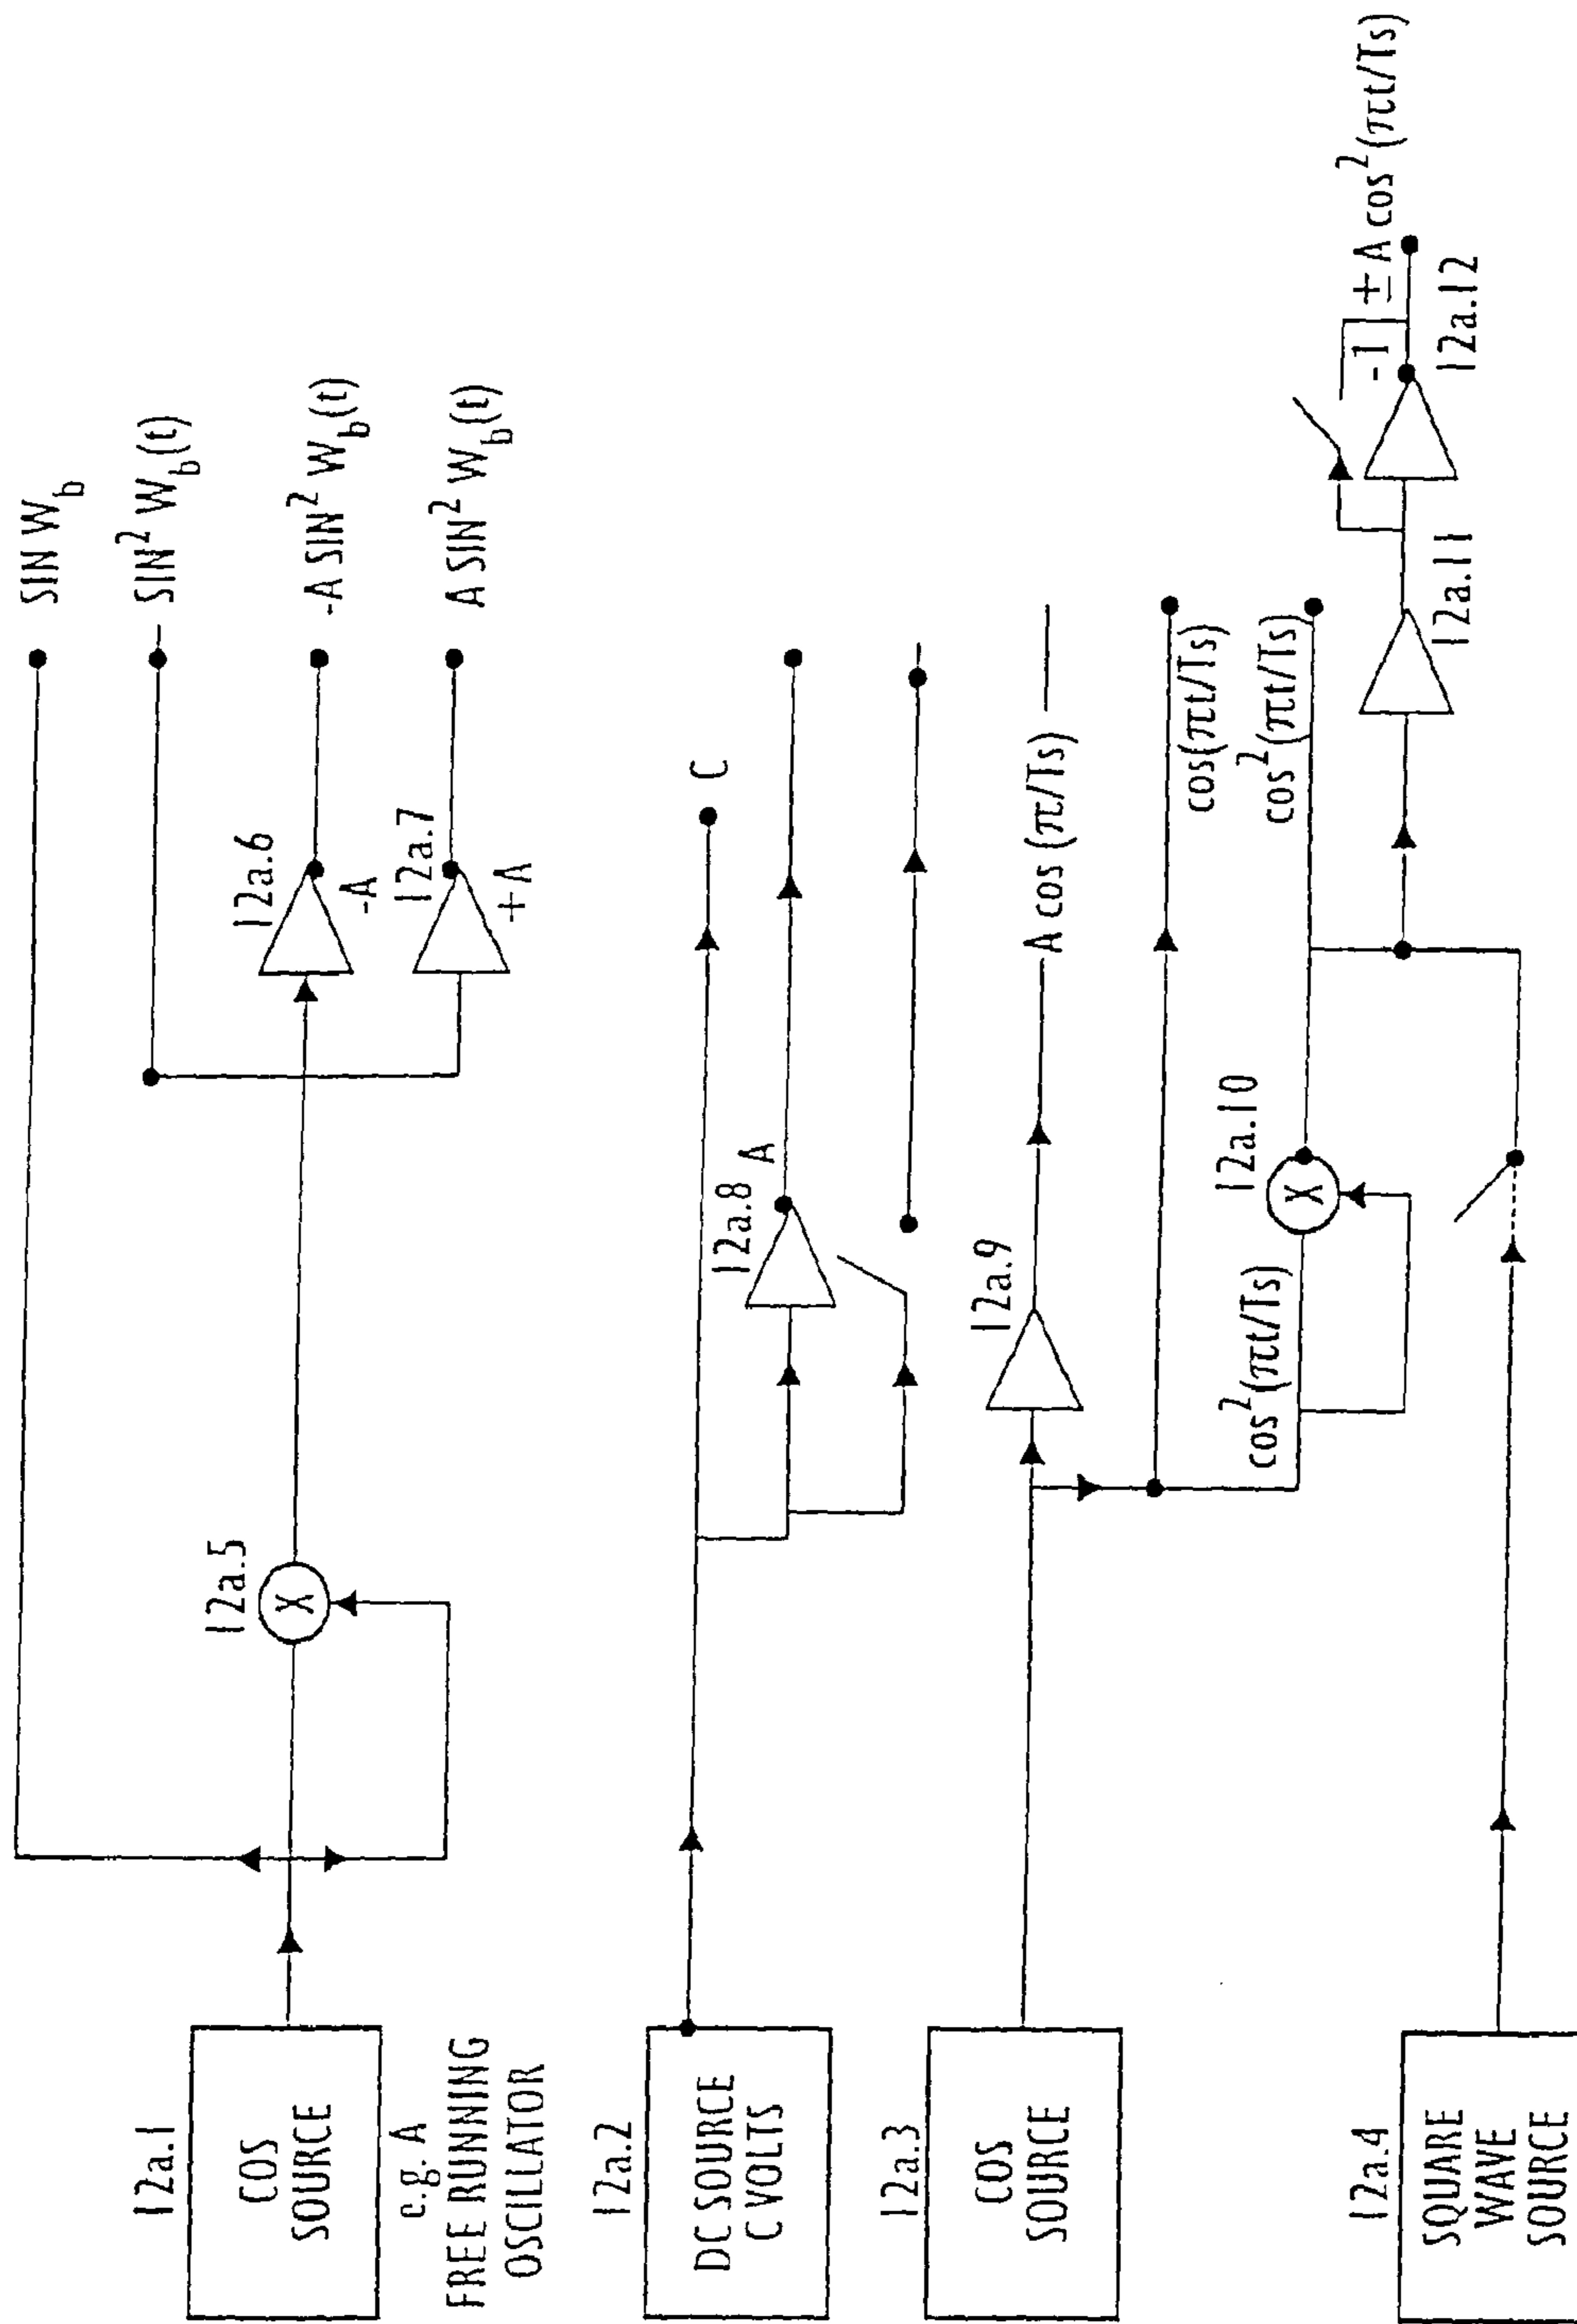 12a.1
COS
SOURCE
e.g. A
FREE RUNNING
OSCILLATOR
12a.5
X
SIN W_b
SIN² W_b(t)
12a.6
-A
-A SIN² W_b(t)
12a.7
+A
A SIN² W_b(t)
12a.2
DC SOURCE
C VOLTS
C
12a.8
A
12a.3
COS
SOURCE
12a.9
A cos (π/Ts)
cos(πt/Ts)
cos²(πt/Ts)
12a.10
X
cos²(πt/Ts)
12a.4
SQUARE
WAVE
SOURCE
12a.11
-1
±A cos²(πt/Ts)
12a.12